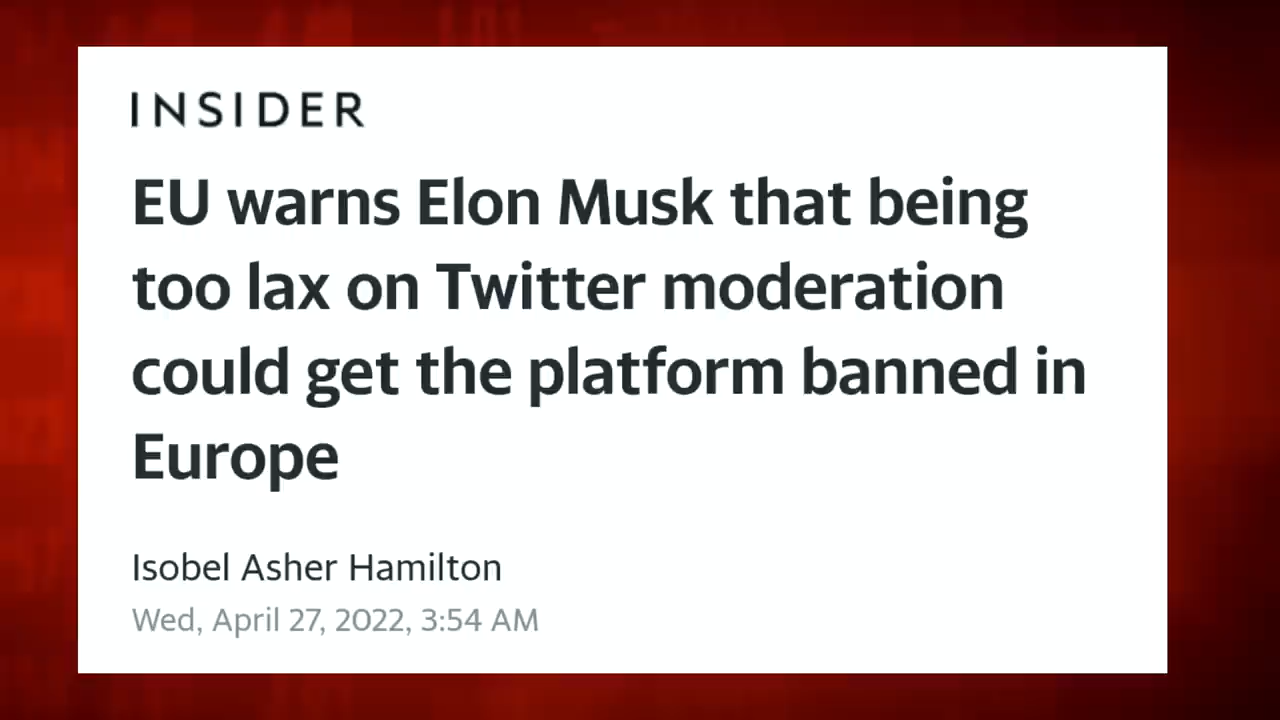 INSIDER
EU warns Elon Musk that being
too lax on Twitter moderation
could get the platform banned in
Europe
Isobel Asher Hamilton
Wed, April 27, 2022, 3:54 AM